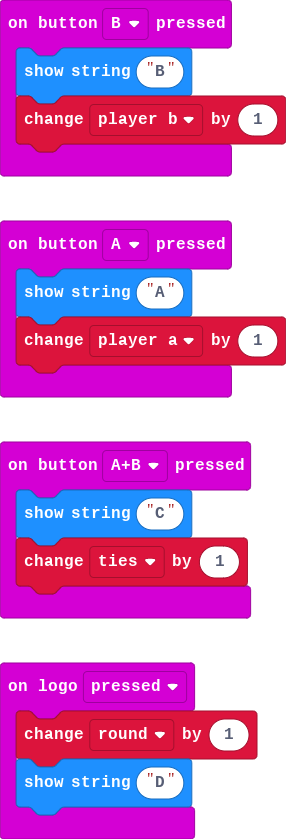 on button B pressed
show string "B"
change player b by 1
on button A pressed
show string "A"
change player a by 1
on button A+B pressed
show string "C"
change ties by 1
on logo pressed
change round by 1
show string "D"